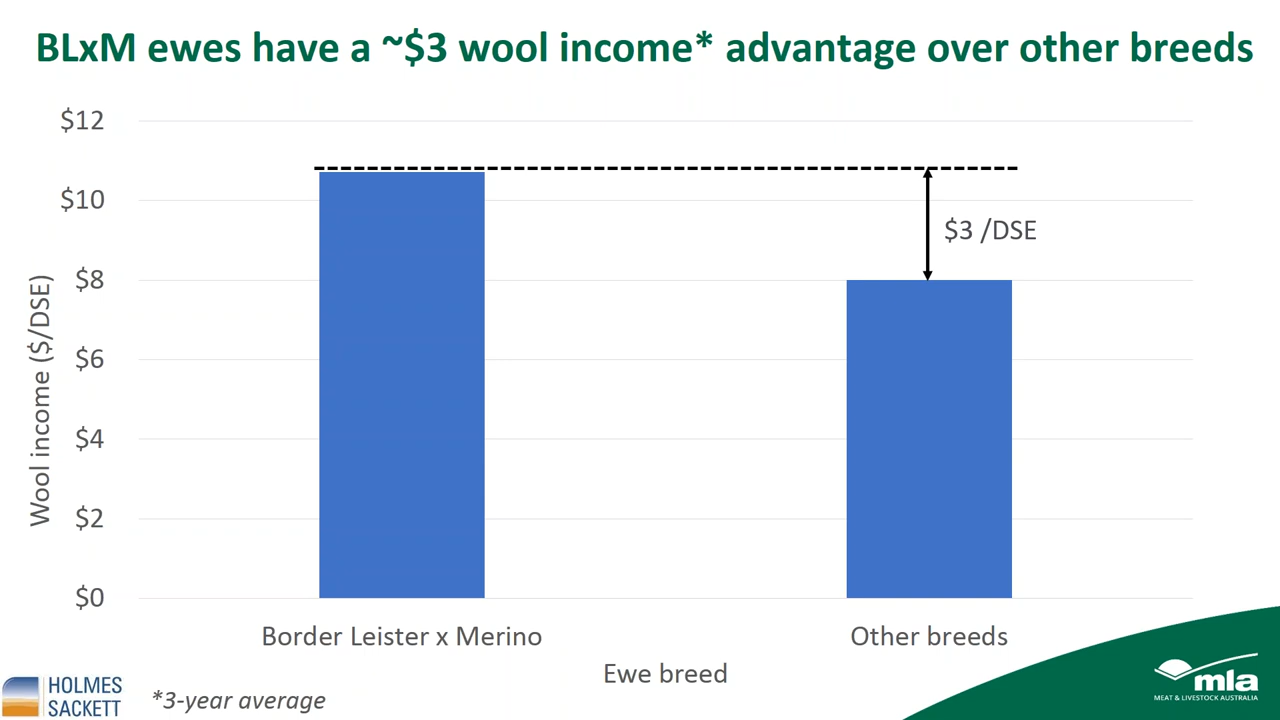 BLxM ewes have a ~$3 wool income* advantage over other breeds
$12
$10
$8
$6
$4
$2
$0
Wool income ($/DSE)
$3 /DSE
Border Leister x Merino
Other breeds
Ewe breed
HOLMES
SACKETT
*3-year average
mla
MEAT & LIVESTOCK AUSTRALIA